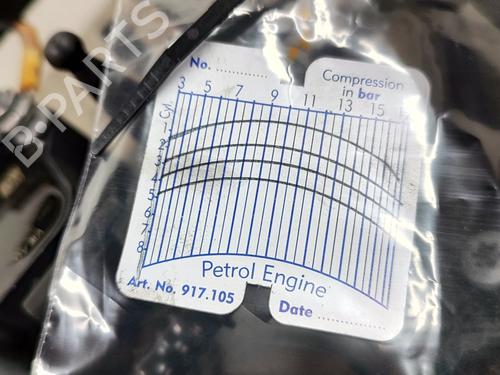 B-PARTS
No. ..............
Compression
in bar
3 5 7 9 11 13 15
Cyl.
1
2
3
4
5
6
7
8
Petrol Engine
Art. No. 917.105
Date ..................